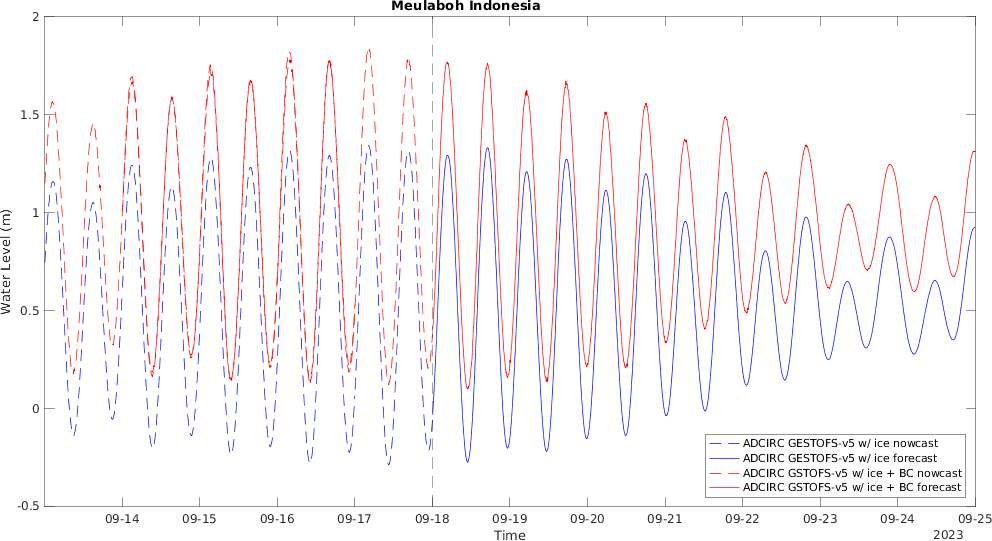 Meulaboh Indonesia
2
1.5
1
0.5
0
-0.5
Water Level (m)
09-14 09-15 09-16 09-17 09-18 09-19 09-20 09-21 09-22 09-23 09-24 09-25
Time
2023
ADCIRC GESTOFS-v5 w/ ice nowcast
ADCIRC GESTOFS-v5 w/ ice forecast
ADCIRC GSTOFS-v5 w/ ice + BC nowcast
ADCIRC GSTOFS-v5 w/ ice + BC forecast